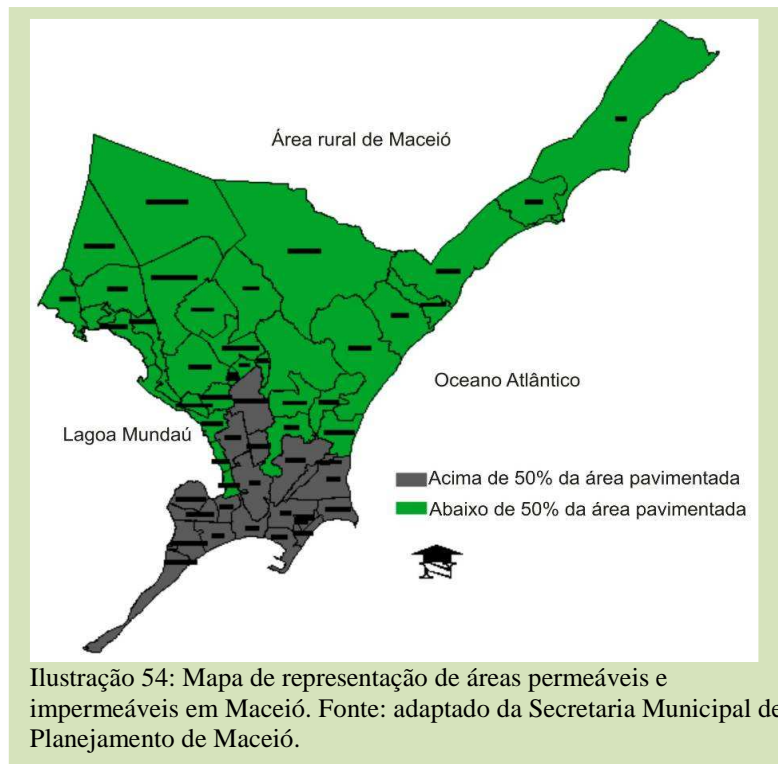 Área rural de Maceió
Oceano Atlântico
Lagoa Mundaú
Acima de 50% da área pavimentada
Abaixo de 50% da área pavimentada
N
Ilustração 54: Mapa de representação de áreas permeáveis e
impermeáveis em Maceió. Fonte: adaptado da Secretaria Municipal de
Planejamento de Maceió.